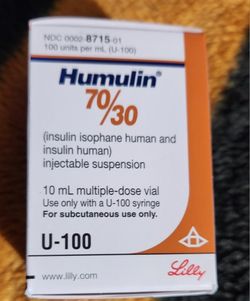 NDC 0002-8715-01
100 units per mL (U-100)
Humulin®
70/30
(insulin isophane human and
insulin human)
injectable suspension
10 mL multiple-dose vial
Use only with a U-100 syringe
For subcutaneous use only.
U-100
www.lilly.com
Lilly